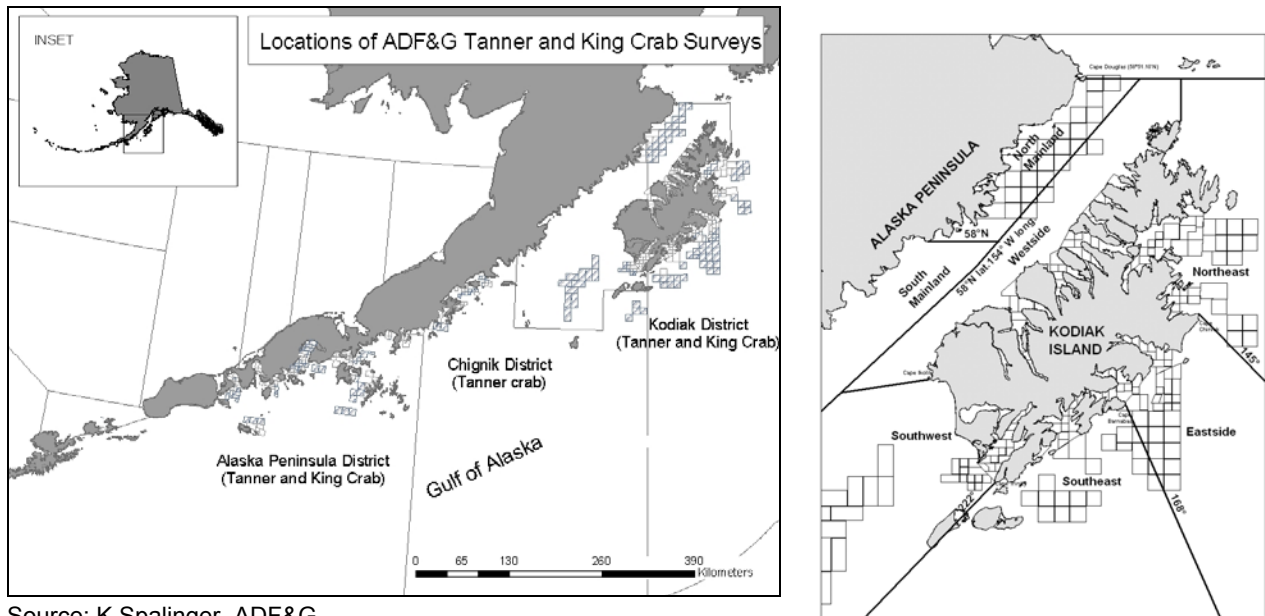 INSET
Locations of ADF&G Tanner and King Crab Surveys
Kodiak District
(Tanner and King Crab)
Chignik District
(Tanner crab)
Alaska Peninsula District
(Tanner and King Crab)
Gulf of Alaska
0 65 130 260 390
Kilometers
Source: K Spalinger, ADF&G
ALASKA PENINSULA
North
Mainland
58°N
58°N lat.154° W long.
Westside
South
Mainland
Northeast
KODIAK
ISLAND
145°
Southwest
Eastside
Southeast
222°
168°